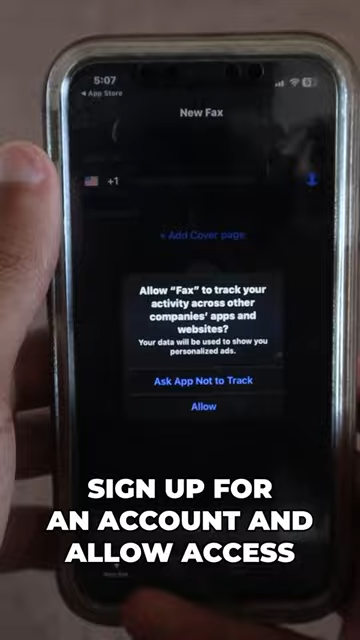 5:07
◀ App Store
New Fax
+1
+ Add Cover page
Allow “Fax” to track your
activity across other
companies’ apps and
websites?
Your data will be used to show you
personalized ads.
Ask App Not to Track
Allow
SIGN UP FOR
AN ACCOUNT AND
ALLOW ACCESS